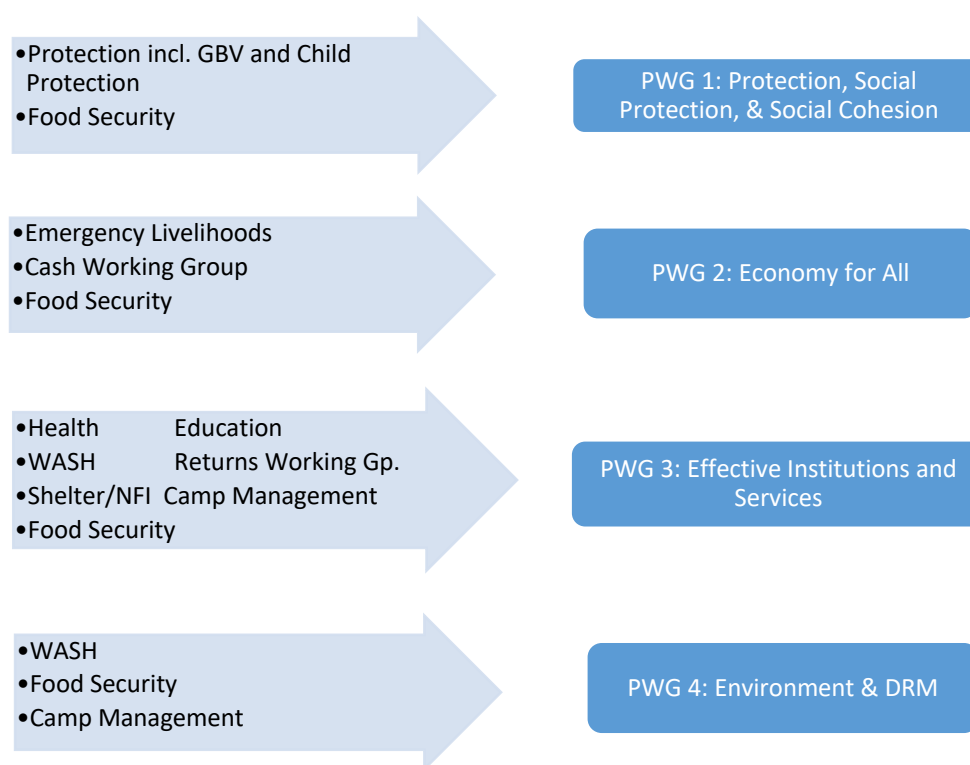 •Protection incl. GBV and Child
Protection
•Food Security
PWG 1: Protection, Social
Protection, & Social Cohesion
•Emergency Livelihoods
•Cash Working Group
•Food Security
PWG 2: Economy for All
•Health Education
•WASH Returns Working Gp.
•Shelter/NFI Camp Management
•Food Security
PWG 3: Effective Institutions and
Services
•WASH
•Food Security
•Camp Management
PWG 4: Environment & DRM